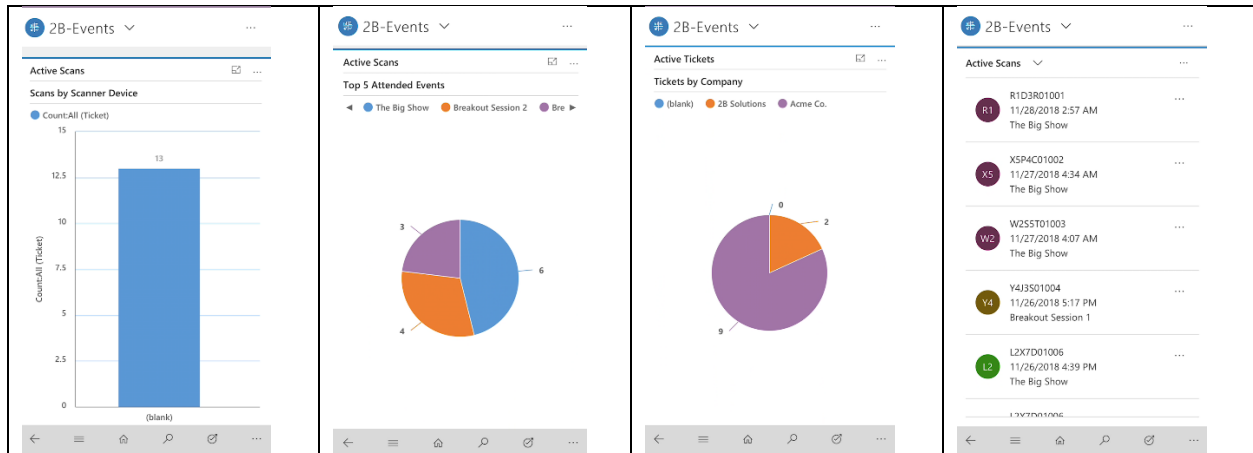 2B-Events
Active Scans
Scans by Scanner Device
Count:All (Ticket)
15
13
12.5
10
7.5
5
2.5
0
Count:All (Ticket)
(blank)
2B-Events
Active Scans
Top 5 Attended Events
The Big Show Breakout Session 2 Bre
3
6
4
2B-Events
Active Tickets
Tickets by Company
(blank) 2B Solutions Acme Co.
0
2
9
2B-Events
Active Scans
R1
R1D3R01001
11/28/2018 2:57 AM
The Big Show
X5
X5P4C01002
11/27/2018 4:34 AM
The Big Show
W2
W2S5T01003
11/27/2018 4:07 AM
The Big Show
Y4
Y4J3S01004
11/26/2018 5:17 PM
Breakout Session 1
L2
L2X7D01006
11/26/2018 4:39 PM
The Big Show